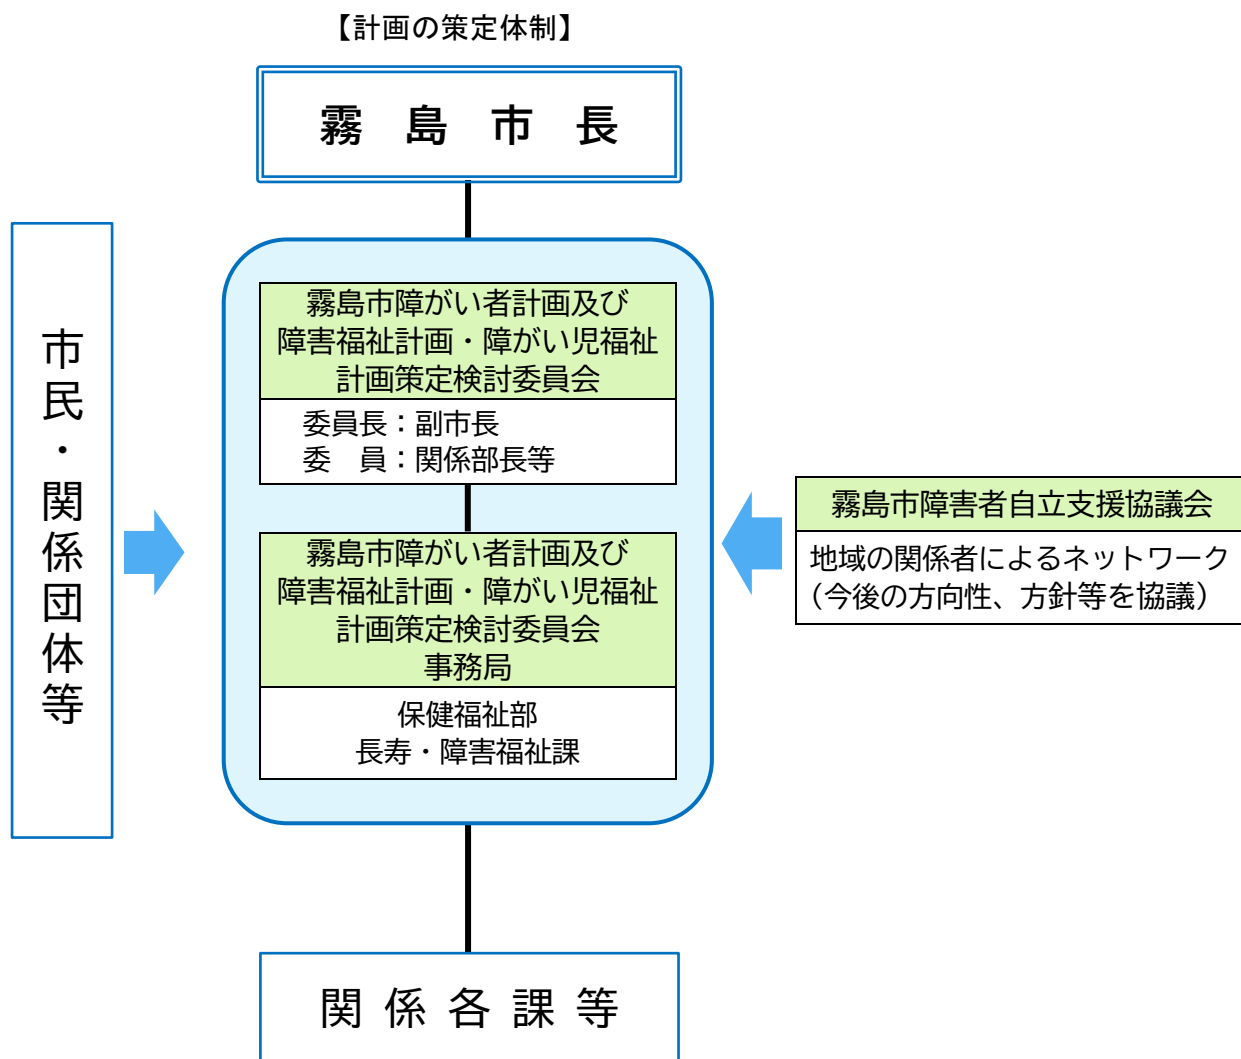 【計画の策定体制】
霧島市長
市民・関係団体等
霧島市障がい者計画及び
障害福祉計画・障がい児福祉
計画策定検討委員会
委員長：副市長
委　員：関係部長等
霧島市障がい者計画及び
障害福祉計画・障がい児福祉
計画策定検討委員会
事務局
保健福祉部
長寿・障害福祉課
霧島市障害者自立支援協議会
地域の関係者によるネットワーク
（今後の方向性、方針等を協議）
関係各課等